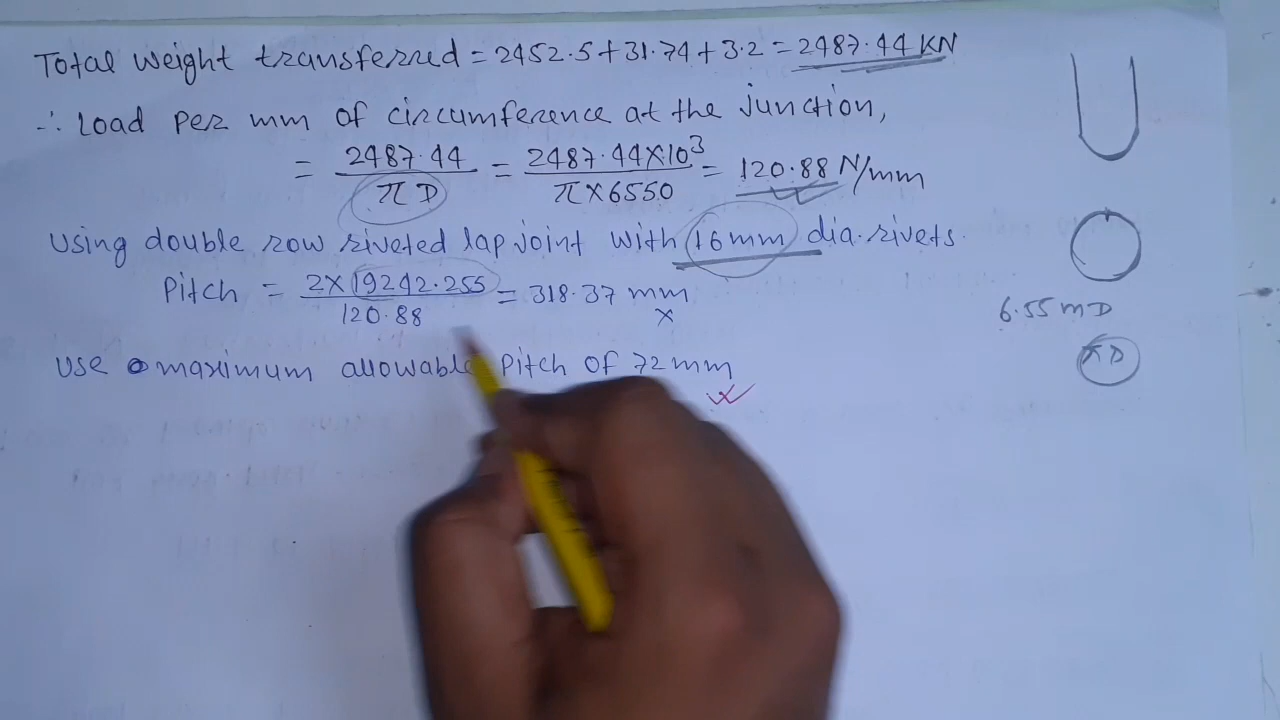 Total weight transferred = 2452.5+31.74+3.2 = 2487.44 KN
∴ Load per mm of circumference at the junction,
= 2487.44 / πD = 2487.44×10³ / π×6550 = 120.88 N/mm
Using double row riveted lap joint with 16mm dia. rivets.
Pitch = 2×19242.255 / 120.88 = 318.37 mm
×
Use maximum allowable pitch of 72mm
6.55 m D
πD